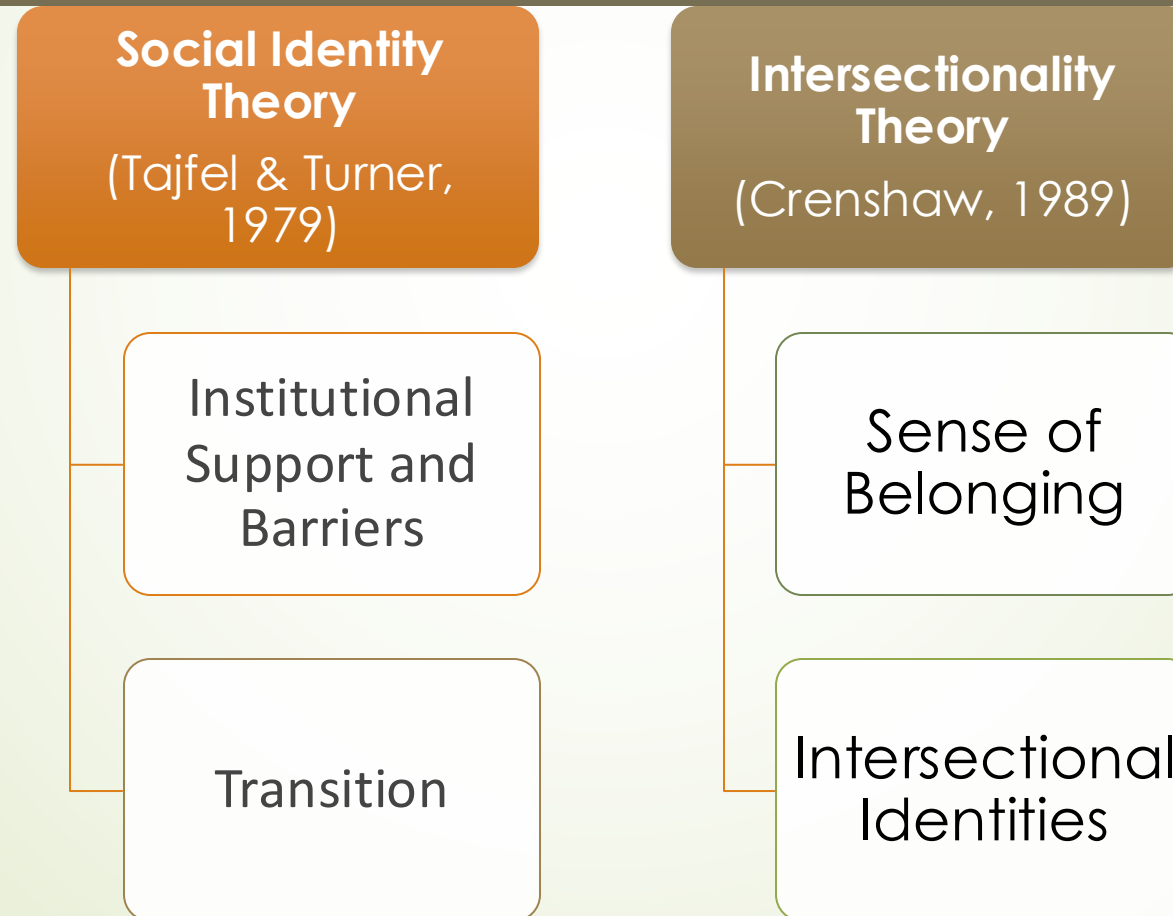 Social Identity
Theory
(Tajfel & Turner,
1979)
Institutional
Support and
Barriers
Transition
Intersectionality
Theory
(Crenshaw, 1989)
Sense of
Belonging
Intersectional
Identities